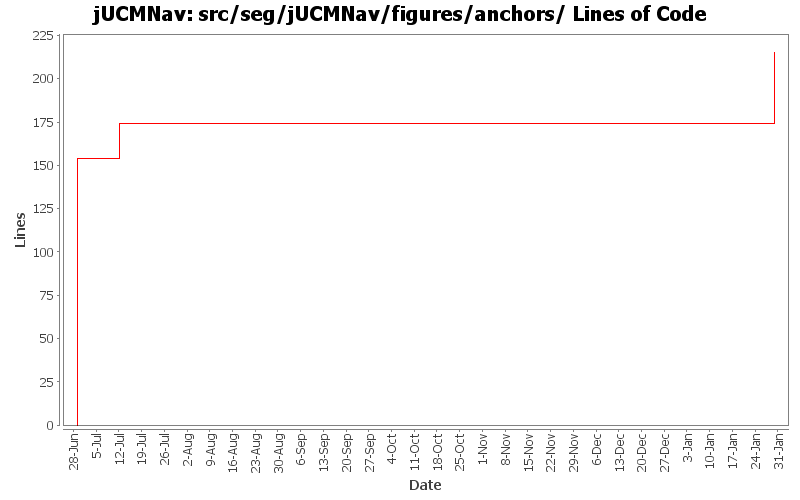 jUCMNav: src/seg/jUCMNav/figures/anchors/ Lines of Code
225
200
175
150
125
100
75
50
25
0
Lines
28-Jun
5-Jul
12-Jul
19-Jul
26-Jul
2-Aug
9-Aug
16-Aug
23-Aug
30-Aug
6-Sep
13-Sep
20-Sep
27-Sep
4-Oct
11-Oct
18-Oct
25-Oct
1-Nov
8-Nov
15-Nov
22-Nov
29-Nov
6-Dec
13-Dec
20-Dec
27-Dec
3-Jan
10-Jan
17-Jan
24-Jan
31-Jan
Date